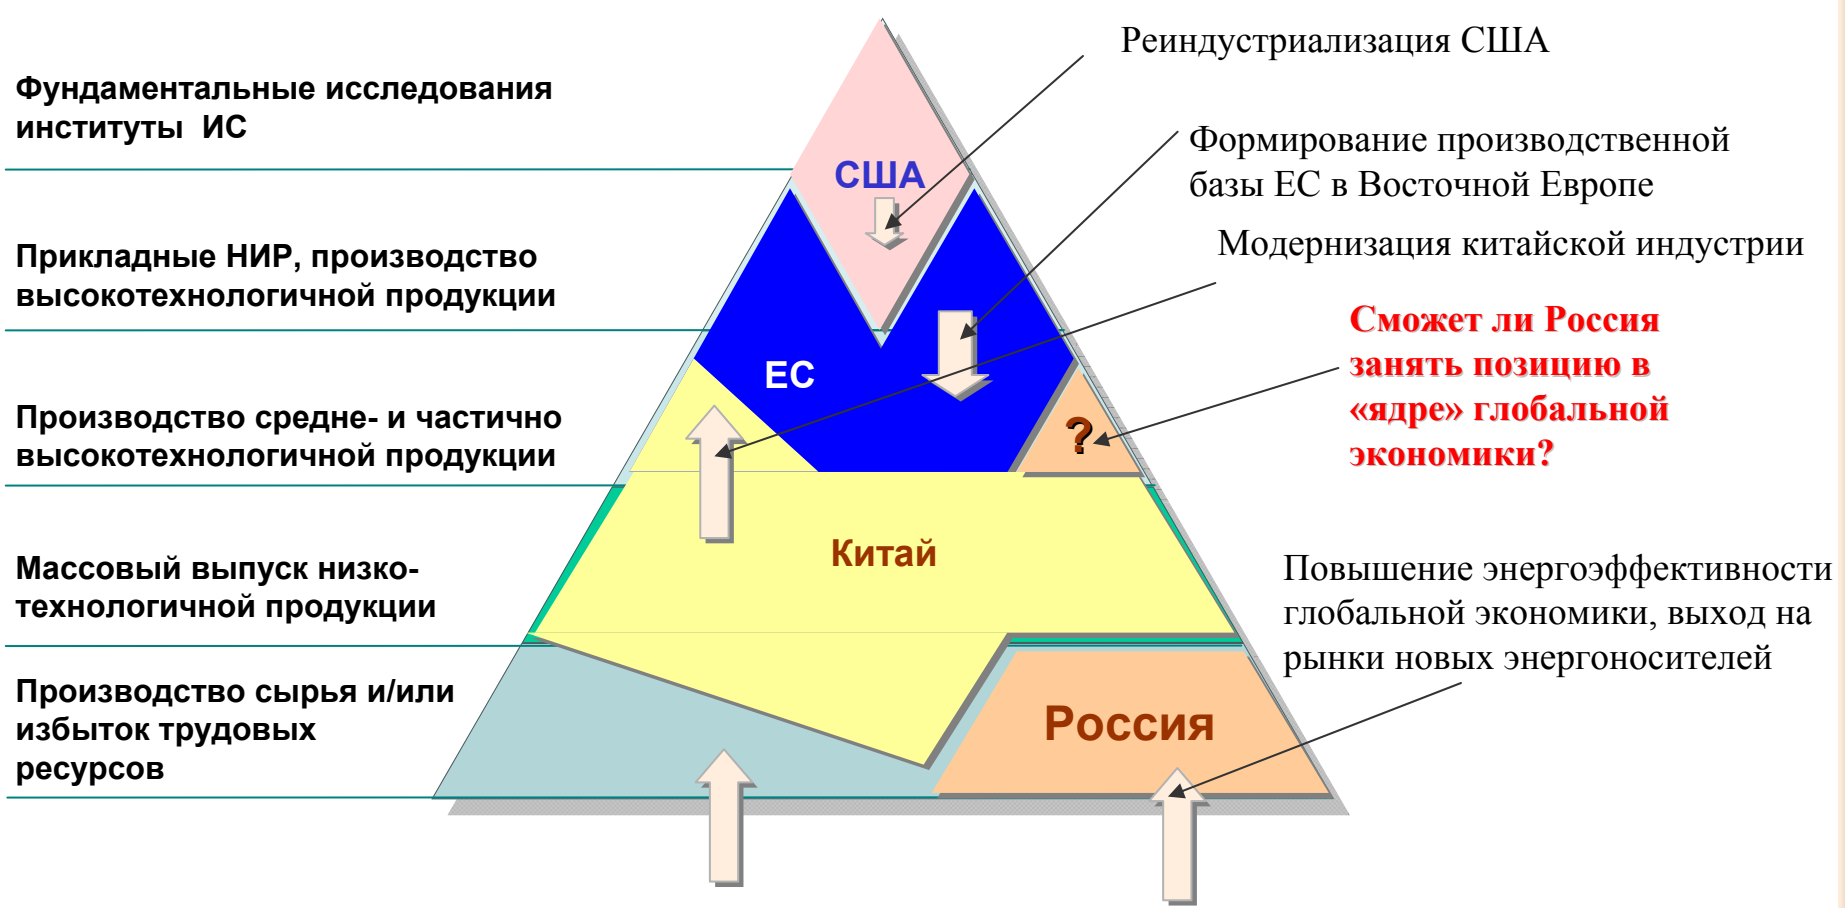 Фундаментальные исследования
институты ИС
Прикладные НИР, производство
высокотехнологичной продукции
Производство средне- и частично
высокотехнологичной продукции
Массовый выпуск низко-
технологичной продукции
Производство сырья и/или
избыток трудовых
ресурсов
США
ЕС
?
Китай
Россия
Реиндустриализация США
Формирование производственной
базы ЕС в Восточной Европе
Модернизация китайской индустрии
Сможет ли Россия
занять позицию в
«ядре» глобальной
экономики?
Повышение энергоэффективности
глобальной экономики, выход на
рынки новых энергоносителей